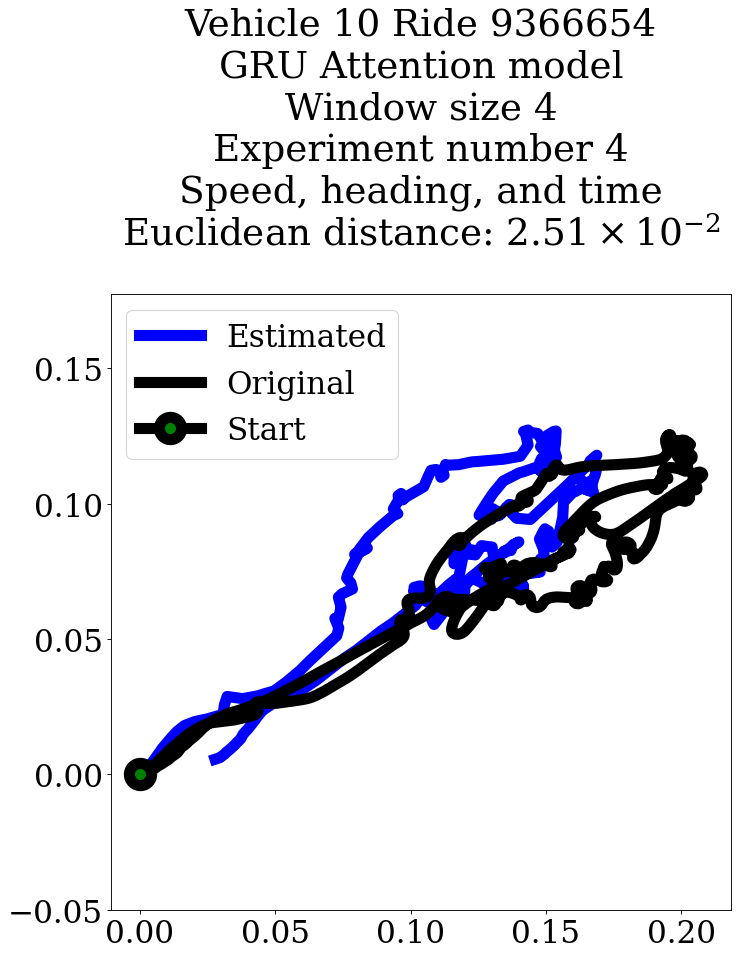 Vehicle 10 Ride 9366654
GRU Attention model
Window size 4
Experiment number 4
Speed, heading, and time
Euclidean distance: 2.51 × 10⁻²
Estimated
Original
Start
0.15
0.10
0.05
0.00
−0.05
0.00 0.05 0.10 0.15 0.20